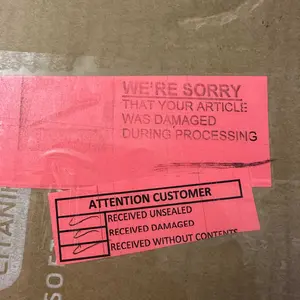 WE'RE SORRY
THAT YOUR ARTICLE
WAS DAMAGED
DURING PROCESSING
ATTENTION CUSTOMER
RECEIVED UNSEALED
RECEIVED DAMAGED
RECEIVED WITHOUT CONTENTS